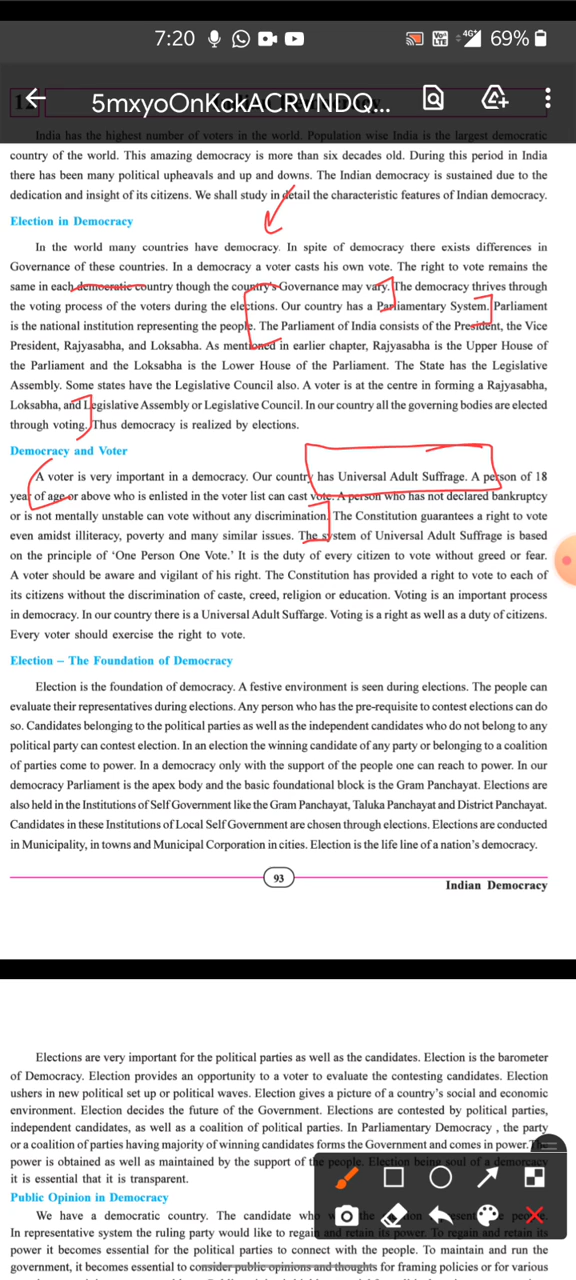 7:20 VoD LTE 4G+ 69%
5mxyoOnKckACRVNDQ...
India has the highest number of voters in the world. Population wise India is the largest democratic
country of the world. This amazing democracy is more than six decades old. During this period in India
there has been many political upheavals and up and downs. The Indian democracy is sustained due to the
dedication and insight of its citizens. We shall study in detail the characteristic features of Indian democracy.
Election in Democracy
In the world many countries have democracy. In spite of democracy there exists differences in
Governance of these countries. In a democracy a voter casts his own vote. The right to vote remains the
same in each democratic country though the country's Governance may vary. The democracy thrives through
the voting process of the voters during the elections. Our country has a Parliamentary System. Parliament
is the national institution representing the people. The Parliament of India consists of the President, the Vice
President, Rajyasabha, and Loksabha. As mentioned in earlier chapter, Rajyasabha is the Upper House of
the Parliament and the Loksabha is the Lower House of the Parliament. The State has the Legislative
Assembly. Some states have the Legislative Council also. A voter is at the centre in forming a Rajyasabha,
Loksabha, and Legislative Assembly or Legislative Council. In our country all the governing bodies are elected
through voting. Thus democracy is realized by elections.
Democracy and Voter
A voter is very important in a democracy. Our country has Universal Adult Suffrage. A person of 18
year of age or above who is enlisted in the voter list can cast vote. A person who has not declared bankruptcy
or is not mentally unstable can vote without any discrimination. The Constitution guarantees a right to vote
even amidst illiteracy, poverty and many similar issues. The system of Universal Adult Suffrage is based
on the principle of 'One Person One Vote.' It is the duty of every citizen to vote without greed or fear.
A voter should be aware and vigilant of his right. The Constitution has provided a right to vote to each of
its citizens without the discrimination of caste, creed, religion or education. Voting is an important process
in democracy. In our country there is a Universal Adult Suffarge. Voting is a right as well as a duty of citizens.
Every voter should exercise the right to vote.
Election – The Foundation of Democracy
Election is the foundation of democracy. A festive environment is seen during elections. The people can
evaluate their representatives during elections. Any person who has the pre-requisite to contest elections can do
so. Candidates belonging to the political parties as well as the independent candidates who do not belong to any
political party can contest election. In an election the winning candidate of any party or belonging to a coalition
of parties come to power. In a democracy only with the support of the people one can reach to power. In our
democracy Parliament is the apex body and the basic foundational block is the Gram Panchayat. Elections are
also held in the Institutions of Self Government like the Gram Panchayat, Taluka Panchayat and District Panchayat.
Candidates in these Institutions of Local Self Government are chosen through elections. Elections are conducted
in Municipality, in towns and Municipal Corporation in cities. Election is the life line of a nation's democracy.
93
Indian Democracy
Elections are very important for the political parties as well as the candidates. Election is the barometer
of Democracy. Election provides an opportunity to a voter to evaluate the contesting candidates. Election
ushers in new political set up or political waves. Election gives a picture of a country's social and economic
environment. Election decides the future of the Government. Elections are contested by political parties,
independent candidates, as well as a coalition of political parties. In Parliamentary Democracy , the party
or a coalition of parties having majority of winning candidates forms the Government and comes in power.
power is obtained as well as maintained by the support of the people. Election being soul of a democracy
it is essential that it is transparent.
Public Opinion in Democracy
We have a democratic country. The candidate who
In representative system the ruling party would like to regain and retain its power. To regain and retain its
power it becomes essential for the political parties to connect with the people. To maintain and run the
government, it becomes essential to consider public opinions and thoughts for framing policies or for various